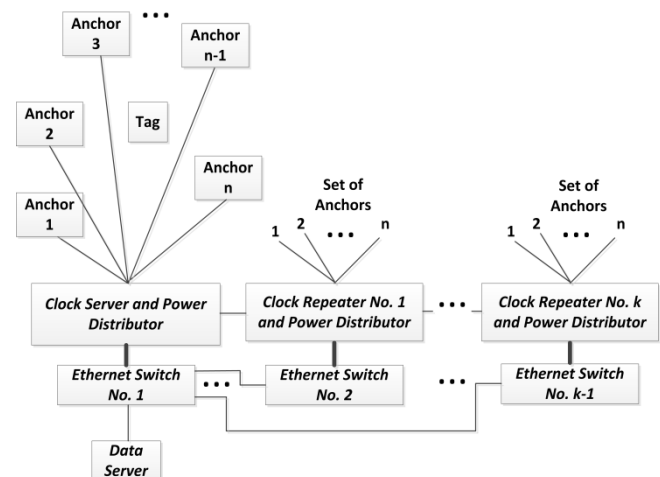 Anchor
3
...
Anchor
n-1
Anchor
2
Tag
Anchor
n
Anchor
1
Set of
Anchors
1
2
...
n
Set of
Anchors
1
2
...
n
Clock Server and Power
Distributor
Clock Repeater No. 1
and Power Distributor
...
Clock Repeater No. k
and Power Distributor
Ethernet Switch
No. 1
...
Ethernet Switch
No. 2
...
Ethernet Switch
No. k-1
Data
Server